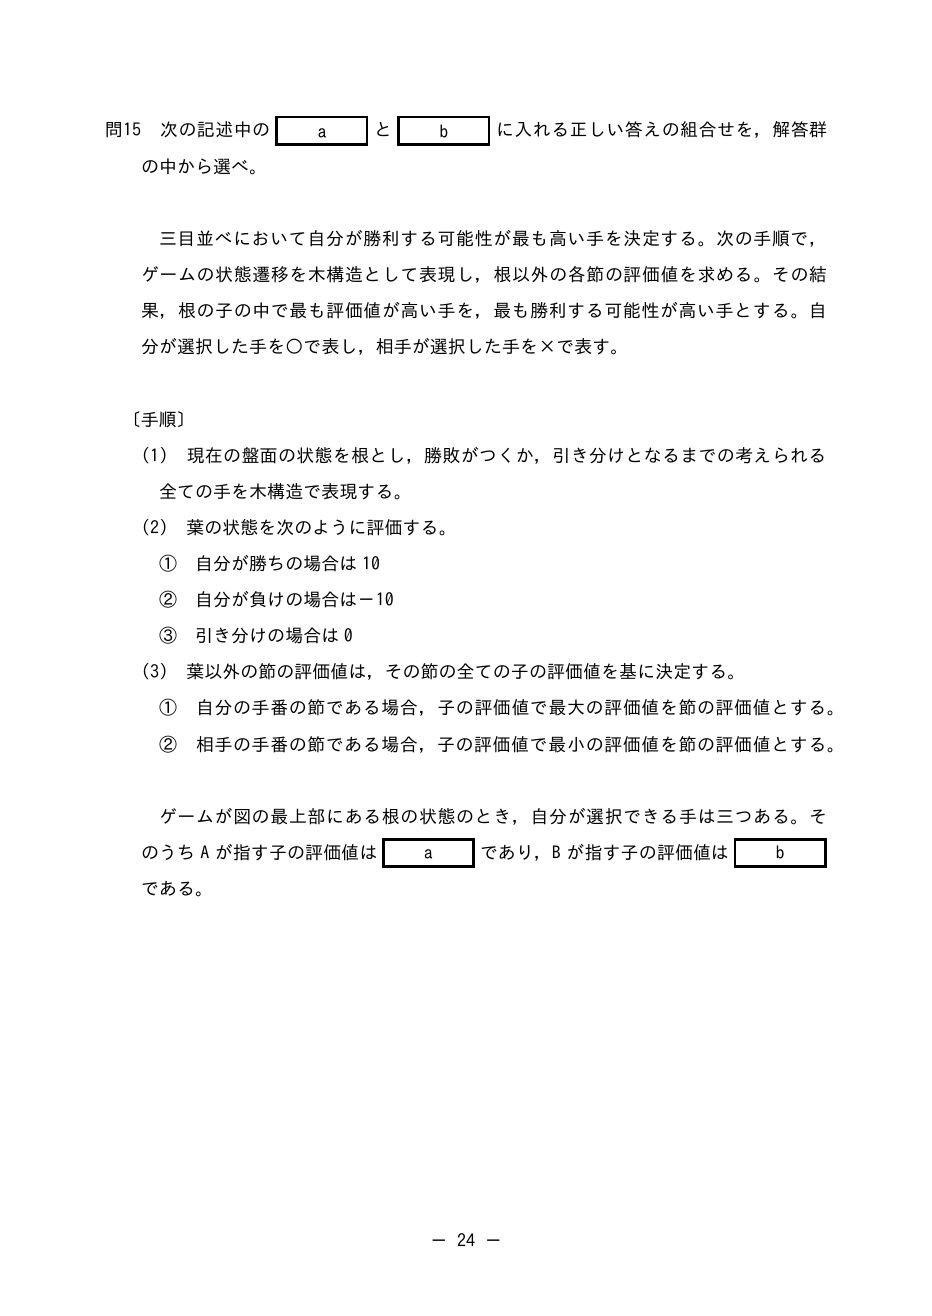 問15 次の記述中の a と b に入れる正しい答えの組合せを，解答群
の中から選べ。
三目並べにおいて自分が勝利する可能性が最も高い手を決定する。次の手順で，
ゲームの状態遷移を木構造として表現し，根以外の各節の評価値を求める。その結
果，根の子の中で最も評価値が高い手を，最も勝利する可能性が高い手とする。自
分が選択した手を○で表し，相手が選択した手を×で表す。
〔手順〕
(1) 現在の盤面の状態を根とし，勝敗がつくか，引き分けとなるまでの考えられる
全ての手を木構造で表現する。
(2) 葉の状態を次のように評価する。
① 自分が勝ちの場合は 10
② 自分が負けの場合は－10
③ 引き分けの場合は 0
(3) 葉以外の節の評価値は，その節の全ての子の評価値を基に決定する。
① 自分の手番の節である場合，子の評価値で最大の評価値を節の評価値とする。
② 相手の手番の節である場合，子の評価値で最小の評価値を節の評価値とする。
ゲームが図の最上部にある根の状態のとき，自分が選択できる手は三つある。そ
のうち A が指す子の評価値は a であり，B が指す子の評価値は b
である。
－ 24 －